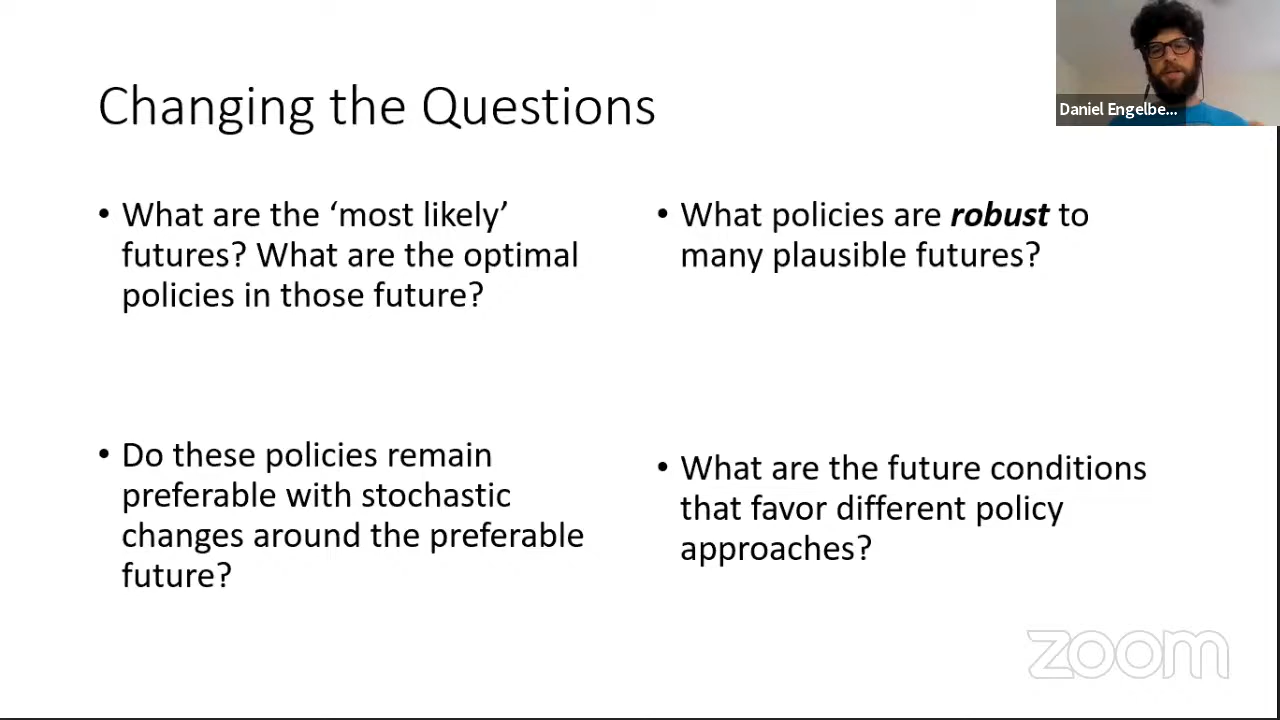 Changing the Questions
Daniel Engelbe...
• What are the ‘most likely’
futures? What are the optimal
policies in those future?
• Do these policies remain
preferable with stochastic
changes around the preferable
future?
• What policies are robust to
many plausible futures?
• What are the future conditions
that favor different policy
approaches?
zoom